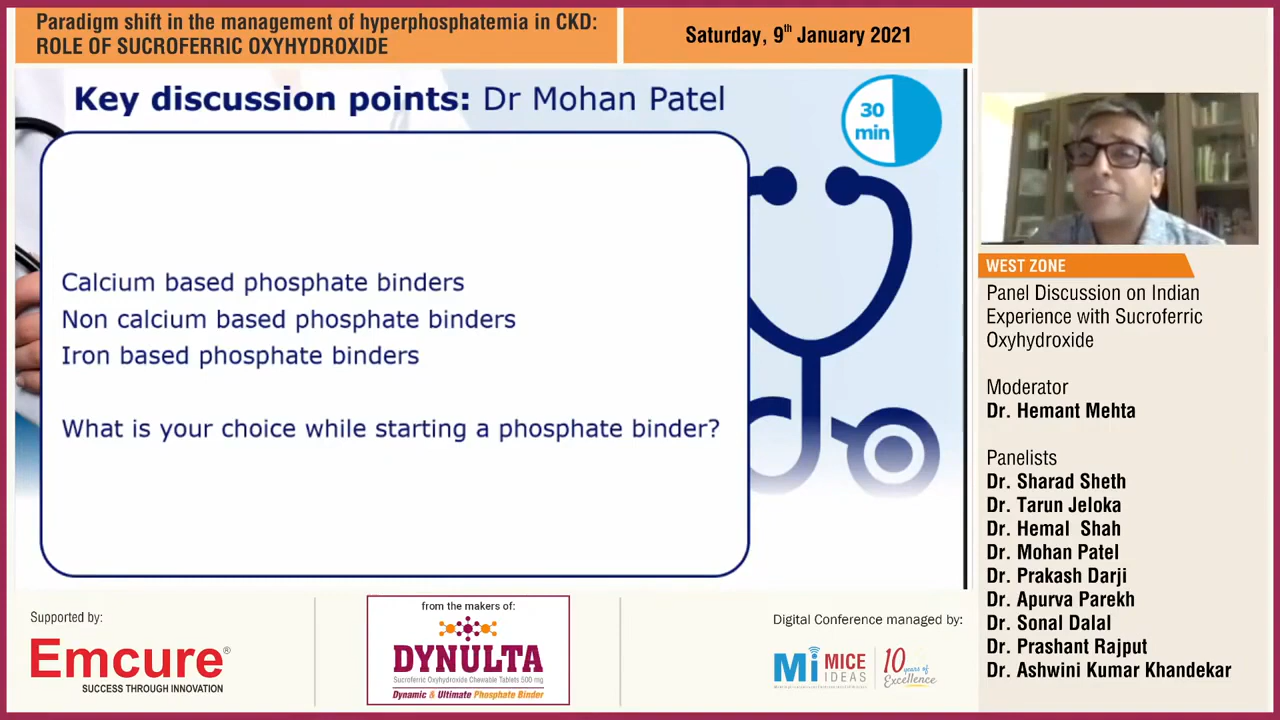 Paradigm shift in the management of hyperphosphatemia in CKD:
ROLE OF SUCROFERRIC OXYHYDROXIDE
Saturday, 9th January 2021
Key discussion points: Dr Mohan Patel
30
min
Calcium based phosphate binders
Non calcium based phosphate binders
Iron based phosphate binders
What is your choice while starting a phosphate binder?
WEST ZONE
Panel Discussion on Indian
Experience with Sucroferric
Oxyhydroxide
Moderator
Dr. Hemant Mehta
Panelists
Dr. Sharad Sheth
Dr. Tarun Jeloka
Dr. Hemal Shah
Dr. Mohan Patel
Dr. Prakash Darji
Dr. Apurva Parekh
Dr. Sonal Dalal
Dr. Prashant Rajput
Dr. Ashwini Kumar Khandekar
Supported by:
Emcure®
SUCCESS THROUGH INNOVATION
from the makers of:
DYNULTA
Sucroferric Oxyhydroxide Chewable Tablets 500 mg
Dynamic & Ultimate Phosphate Binder
Digital Conference managed by:
Mi MICE
IDEAS
10 years of
Excellence